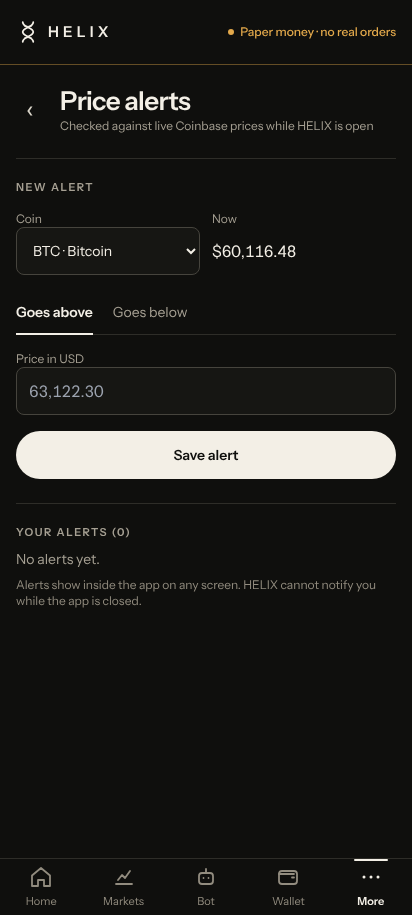 HELIX
Paper money · no real orders
Price alerts
Checked against live Coinbase prices while HELIX is open
NEW ALERT
Coin
Now
BTC · Bitcoin
$60,116.48
Goes above
Goes below
Price in USD
63,122.30
Save alert
YOUR ALERTS (0)
No alerts yet.
Alerts show inside the app on any screen. HELIX cannot notify you
while the app is closed.
Home
Markets
Bot
Wallet
More